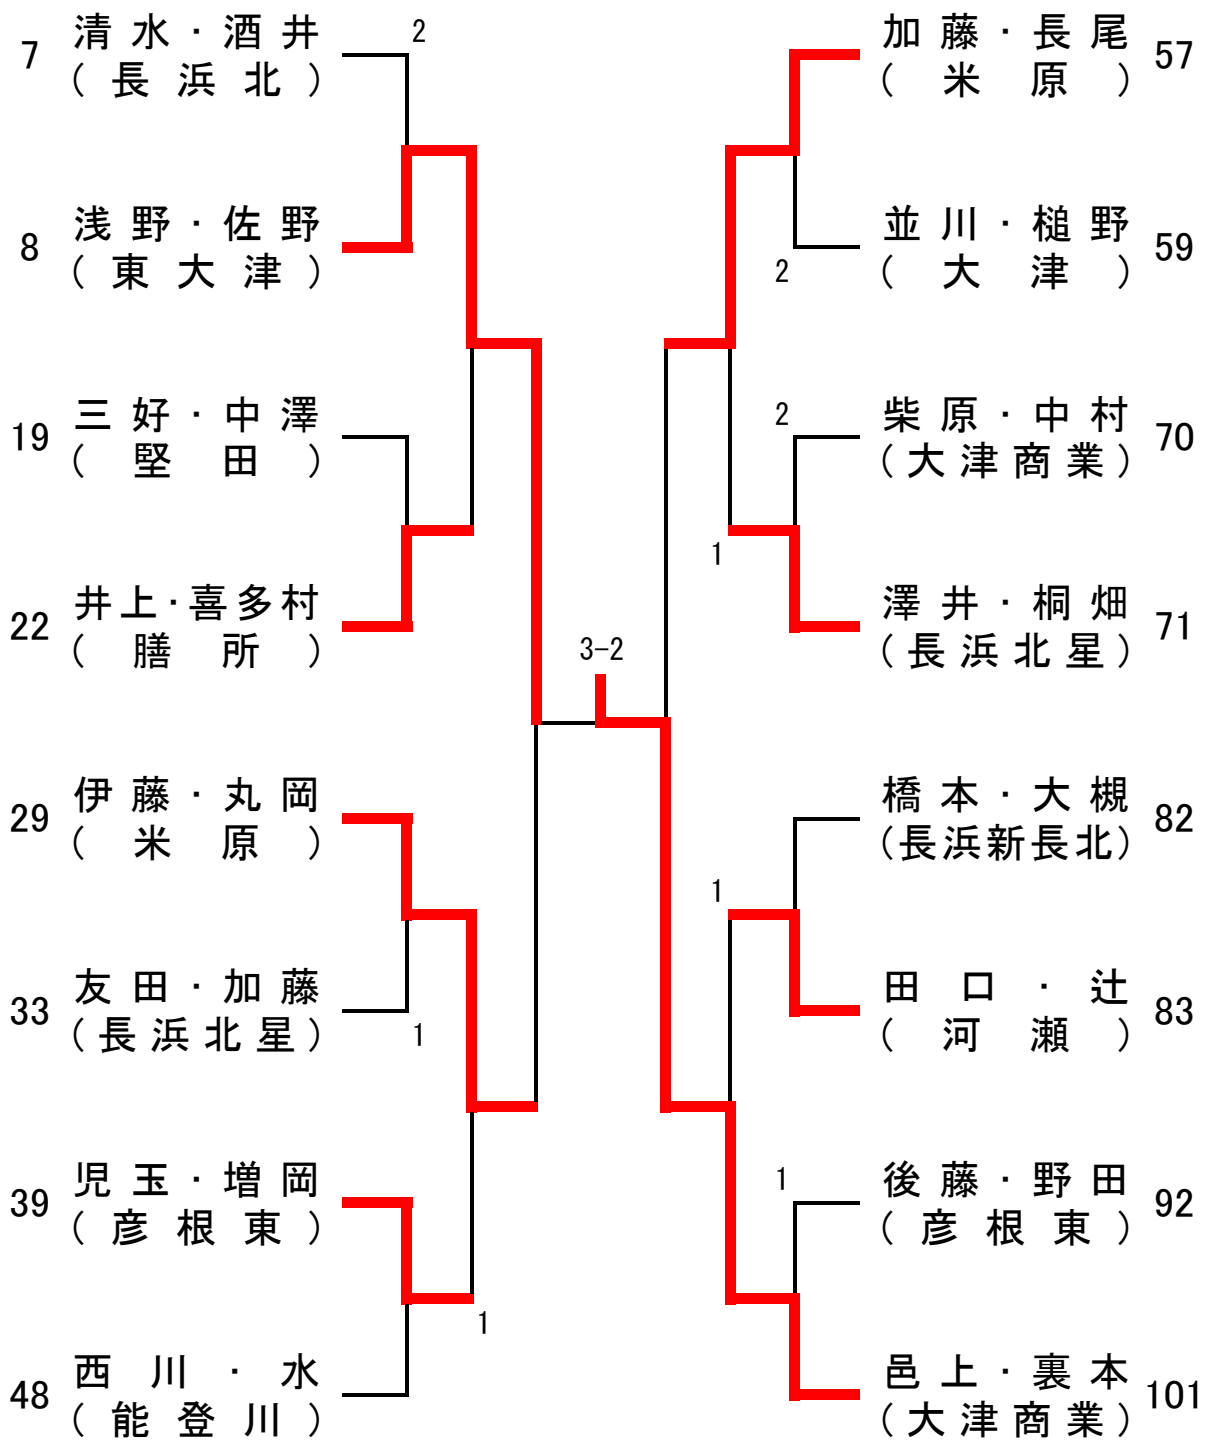 7 清水・酒井
(長浜北)
2
8 浅野・佐野
(東大津)
19 三好・中澤
(堅田)
22 井上・喜多村
(膳所)
29 伊藤・丸岡
(米原)
33 友田・加藤
(長浜北星)
1
39 児玉・増岡
(彦根東)
1
48 西川・水
(能登川)
3-2
加藤・長尾 57
(米原)
並川・槌野 59
(大津)
2
2
柴原・中村 70
(大津商業)
1
澤井・桐畑 71
(長浜北星)
橋本・大槻 82
(長浜新長北)
1
田口・辻 83
(河瀬)
1
後藤・野田 92
(彦根東)
邑上・裏本 101
(大津商業)